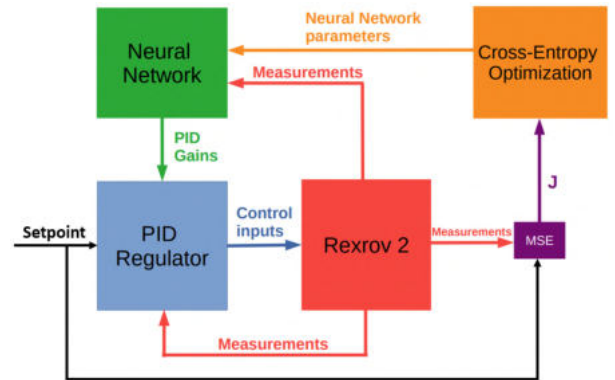 Neural Network
parameters
Neural
Network
Cross-Entropy
Optimization
Measurements
PID
Gains
J
Setpoint
PID
Regulator
Control
inputs
Rexrov 2
Measurements
MSE
Measurements